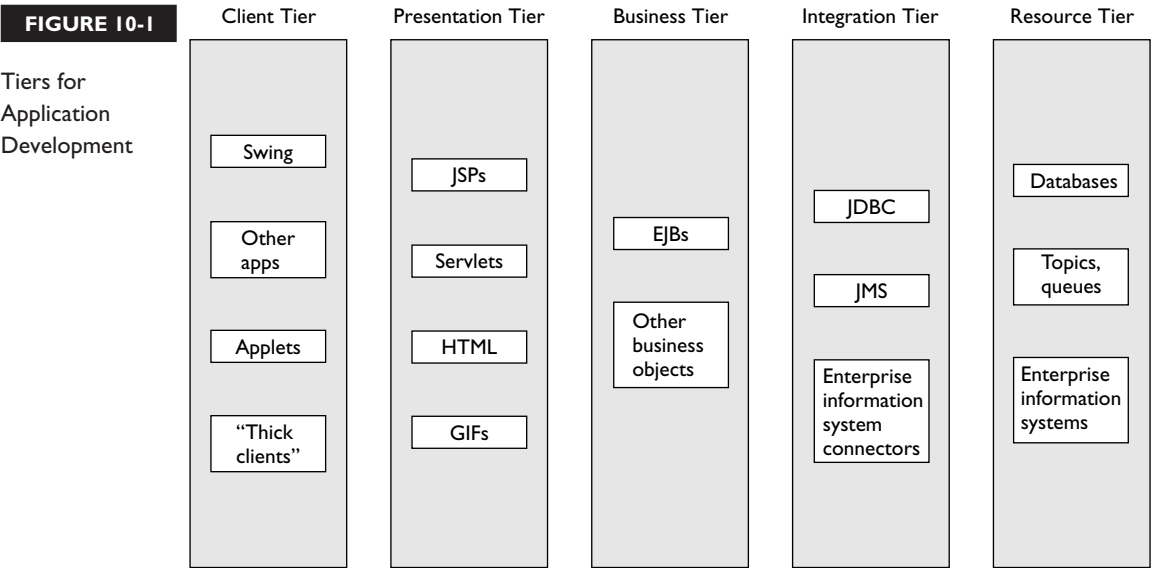 FIGURE 10-1
Tiers for
Application
Development
Client Tier
Swing
Other
apps
Applets
“Thick
clients”
Presentation Tier
JSPs
Servlets
HTML
GIFs
Business Tier
EJBs
Other
business
objects
Integration Tier
JDBC
JMS
Enterprise
information
system
connectors
Resource Tier
Databases
Topics,
queues
Enterprise
information
systems